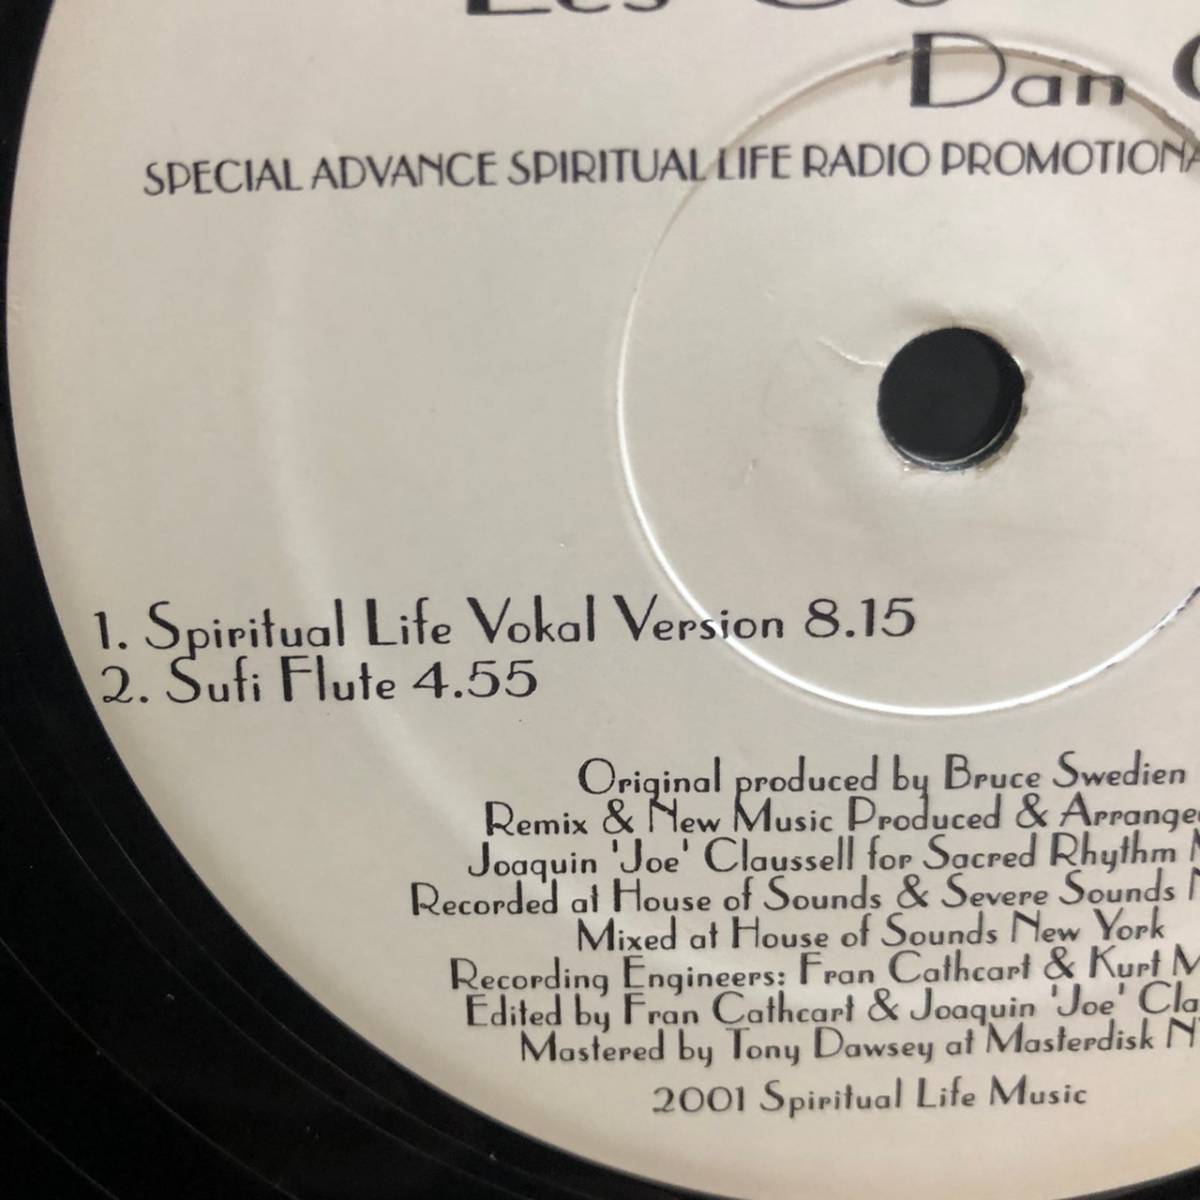 Les
Dan
SPECIAL ADVANCE SPIRITUAL LIFE RADIO PROMOTIONA
1. Spiritual Life Vokal Version 8.15
2. Sufi Flute 4.55
Original produced by Bruce Swedien
Remix & New Music Produced & Arrange
Joaquin 'Joe' Claussell for Sacred Rhythm
Recorded at House of Sounds & Severe Sounds
Mixed at House of Sounds New York
Recording Engineers: Fran Cathcart & Kurt
Edited by Fran Cathcart & Joaquin 'Joe' Cla
Mastered by Tony Dawsey at Masterdisk
2001 Spiritual Life Music